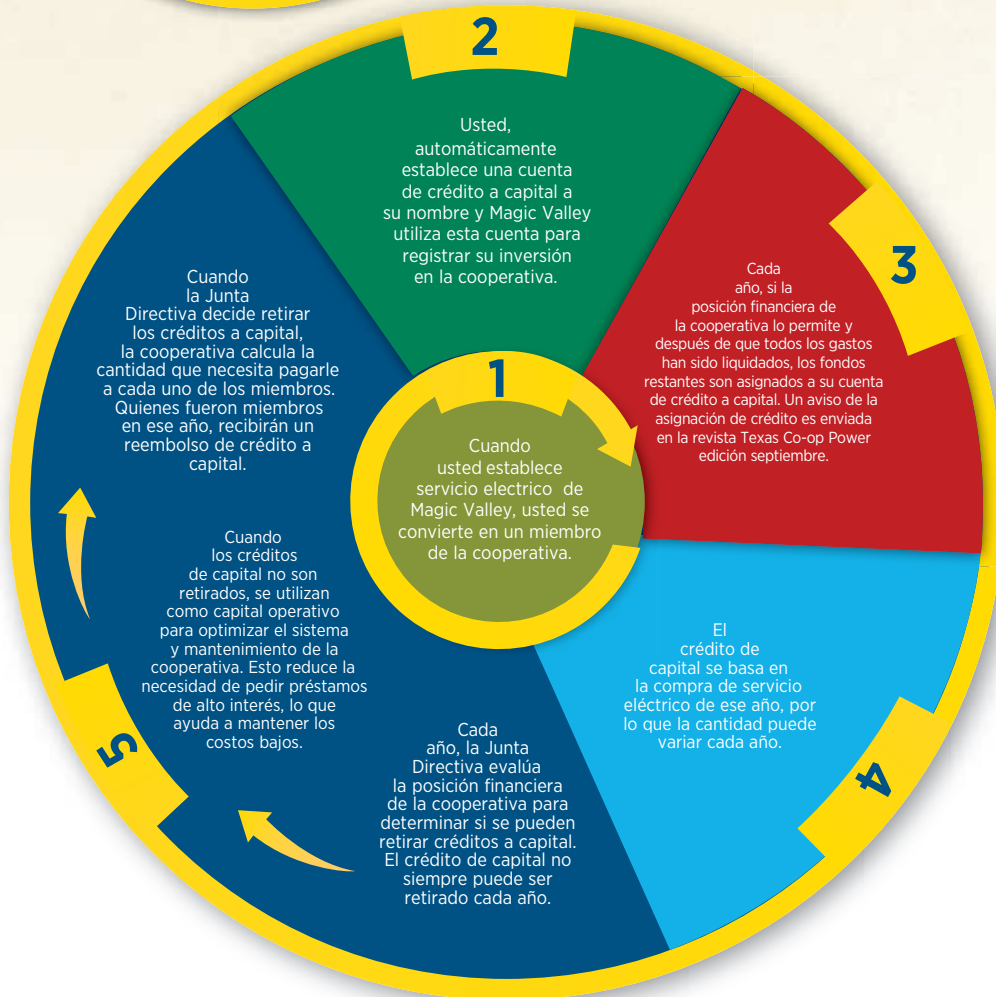 1
Cuando
usted establece
servicio electrico de
Magic Valley, usted se
convierte en un miembro
de la cooperativa.
2
Usted,
automáticamente
establece una cuenta
de crédito a capital a
su nombre y Magic Valley
utiliza esta cuenta para
registrar su inversión
en la cooperativa.
3
Cada
año, si la
posición financiera de
la cooperativa lo permite y
después de que todos los gastos
han sido liquidados, los fondos
restantes son asignados a su cuenta
de crédito a capital. Un aviso de la
asignación de crédito es enviada
en la revista Texas Co-op Power
edición septiembre.
4
El
crédito de
capital se basa en
la compra de servicio
eléctrico de ese año, por
lo que la cantidad puede
variar cada año.
5
Cada
año, la Junta
Directiva evalúa
la posición financiera
de la cooperativa para
determinar si se pueden
retirar créditos a capital.
El crédito de capital no
siempre puede ser
retirado cada año.
Cuando
los créditos
de capital no son
retirados, se utilizan
como capital operativo
para optimizar el sistema
y mantenimiento de la
cooperativa. Esto reduce la
necesidad de pedir préstamos
de alto interés, lo que
ayuda a mantener los
costos bajos.
Cuando
la Junta
Directiva decide retirar
los créditos a capital,
la cooperativa calcula la
cantidad que necesita pagarle
a cada uno de los miembros.
Quienes fueron miembros
en ese año, recibirán un
reembolso de crédito a
capital.